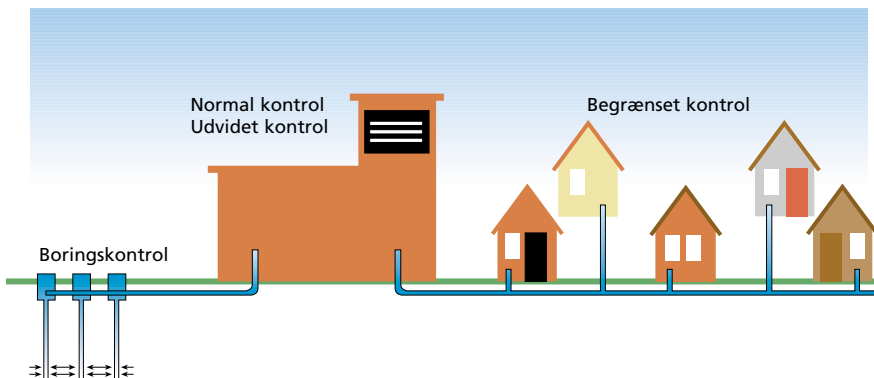 Normal kontrol
Udvidet kontrol
Begrænset kontrol
Boringskontrol